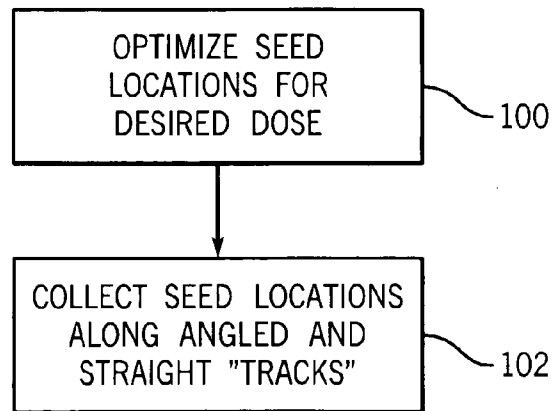 OPTIMIZE SEED
LOCATIONS FOR
DESIRED DOSE
100
COLLECT SEED LOCATIONS
ALONG ANGLED AND
STRAIGHT "TRACKS"
102